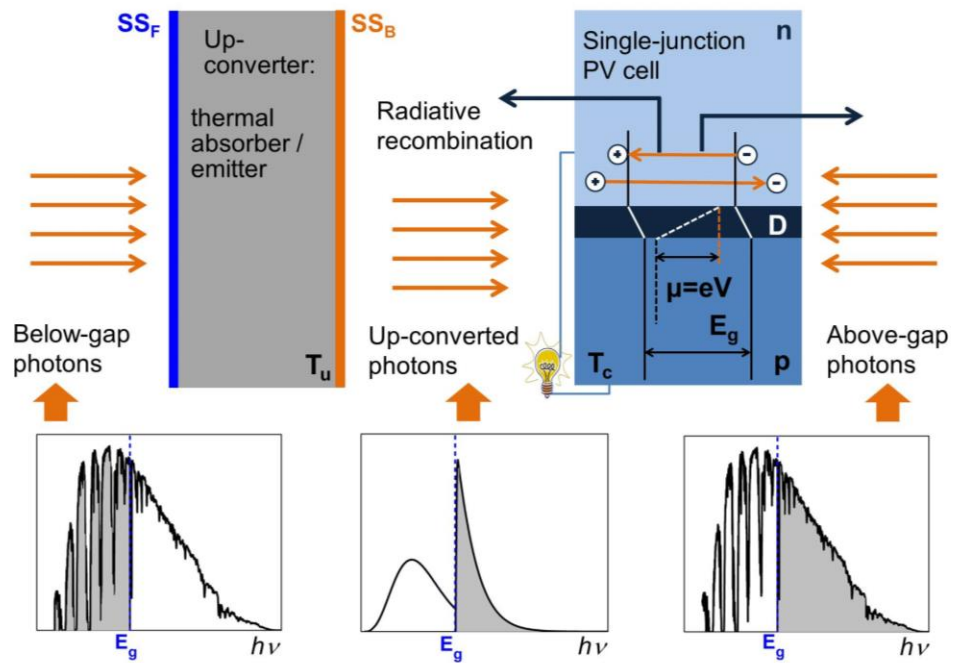 SS_F
SS_B
Up-
converter:
thermal
absorber /
emitter
T_u
Below-gap
photons
Radiative
recombination
Up-converted
photons
Single-junction
PV cell
n
+
−
+
−
D
μ=eV
E_g
T_c
p
Above-gap
photons
E_g
hν
E_g
hν
E_g
hν